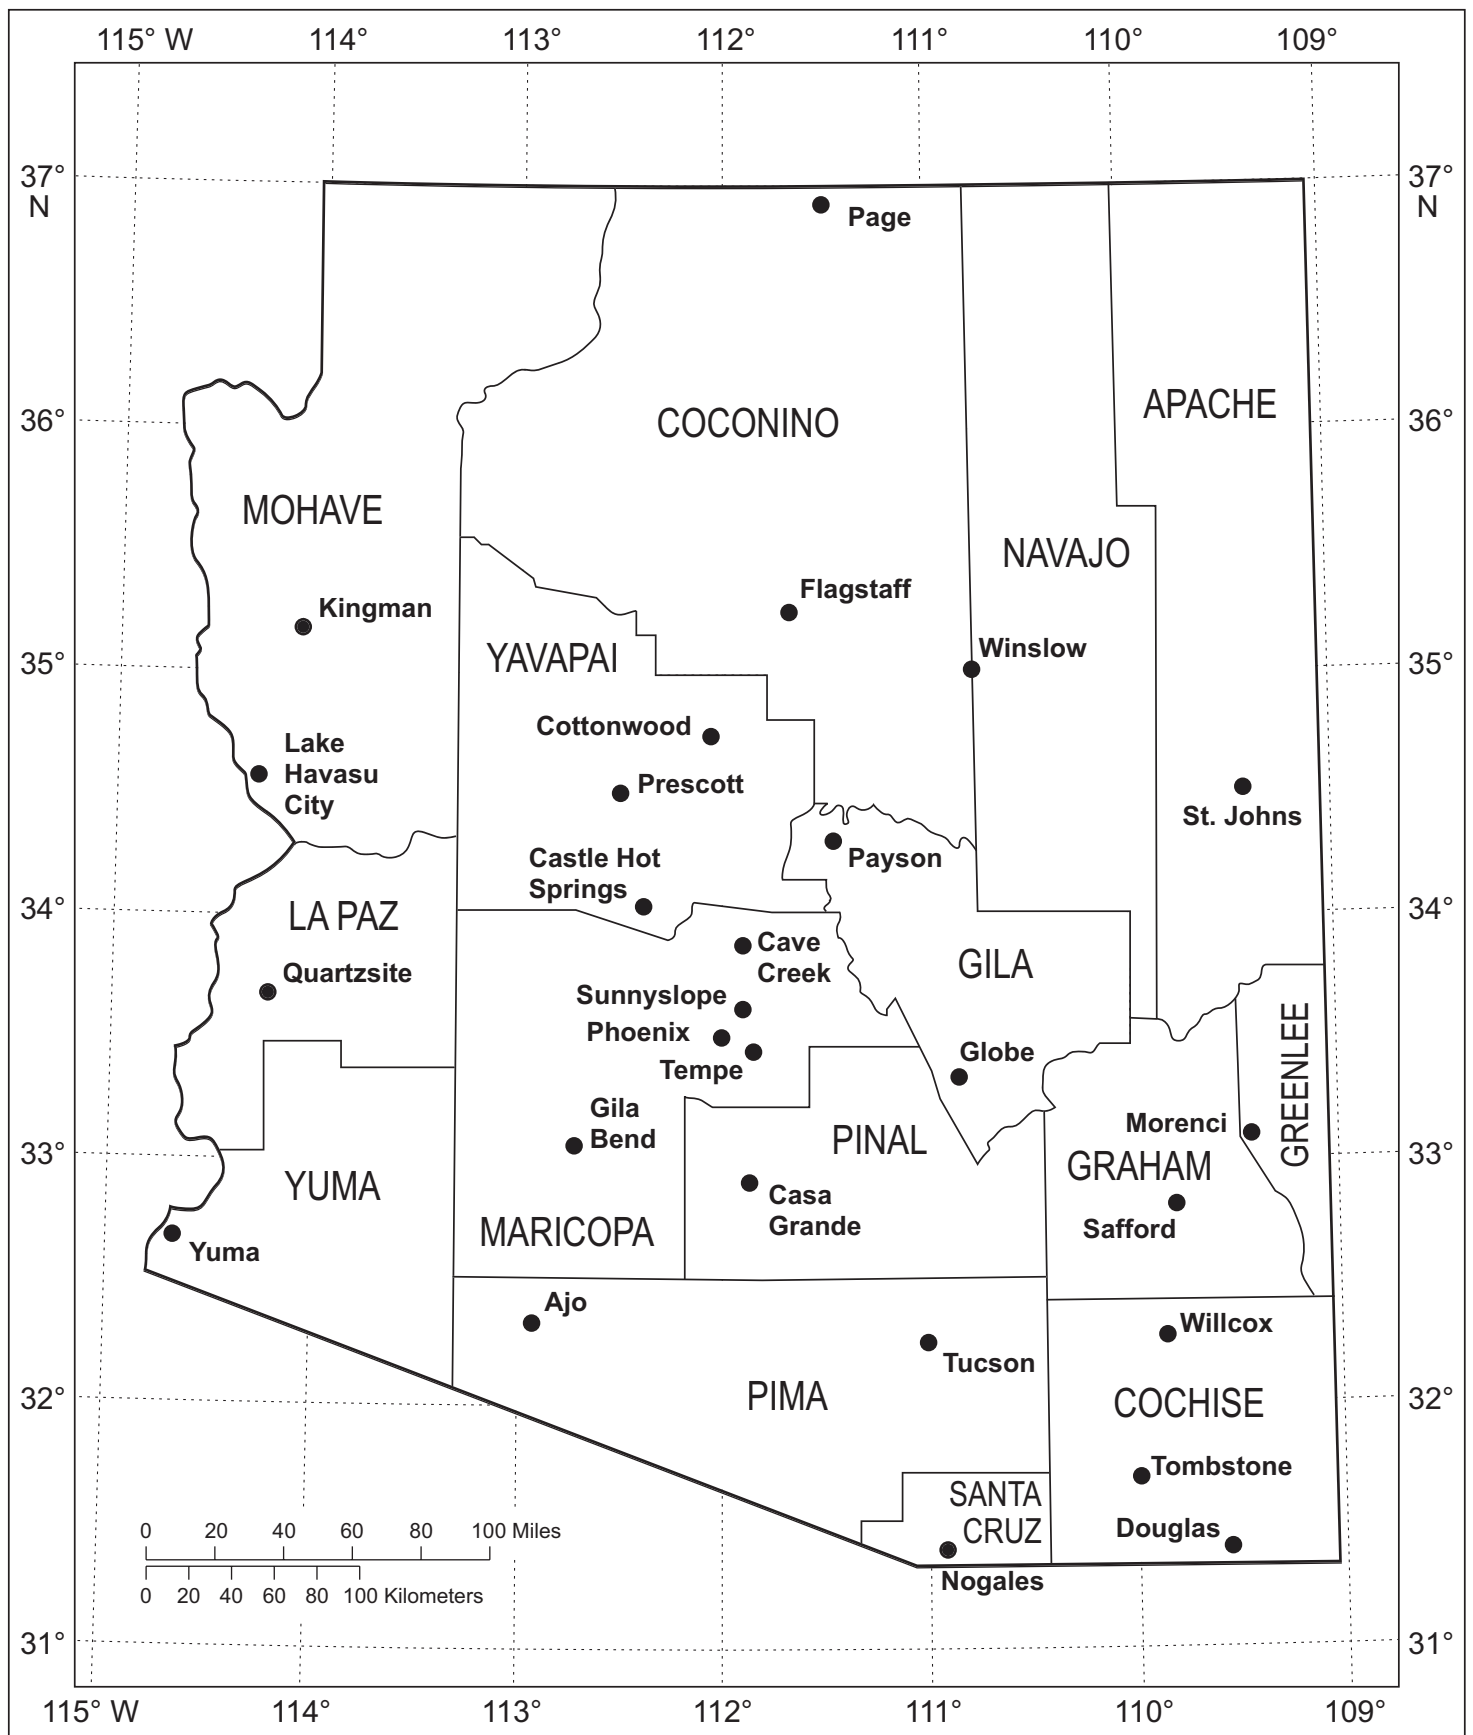 115° W 114° 113° 112° 111° 110° 109°
37° 37°
N N
Page
APACHE
36° COCONINO 36°
MOHAVE
NAVAJO
Flagstaff
Kingman
Winslow
YAVAPAI
35° 35°
Cottonwood
Lake
Havasu
City
Prescott
St. Johns
Castle Hot
Springs
Payson
34° 34°
LA PAZ
Cave
Creek
GILA
Quartzsite
Sunnyslope
Phoenix
Tempe
Globe
GREENLEE
Gila
Bend
Morenci
PINAL
33° 33°
GRAHAM
YUMA
Casa
Grande
Safford
MARICOPA
Yuma
Ajo
Willcox
Tucson
32° PIMA 32°
COCHISE
Tombstone
SANTA
CRUZ
Douglas
0 20 40 60 80 100 Miles
Nogales
0 20 40 60 80 100 Kilometers
31° 31°
115° W 114° 113° 112° 111° 110° 109°